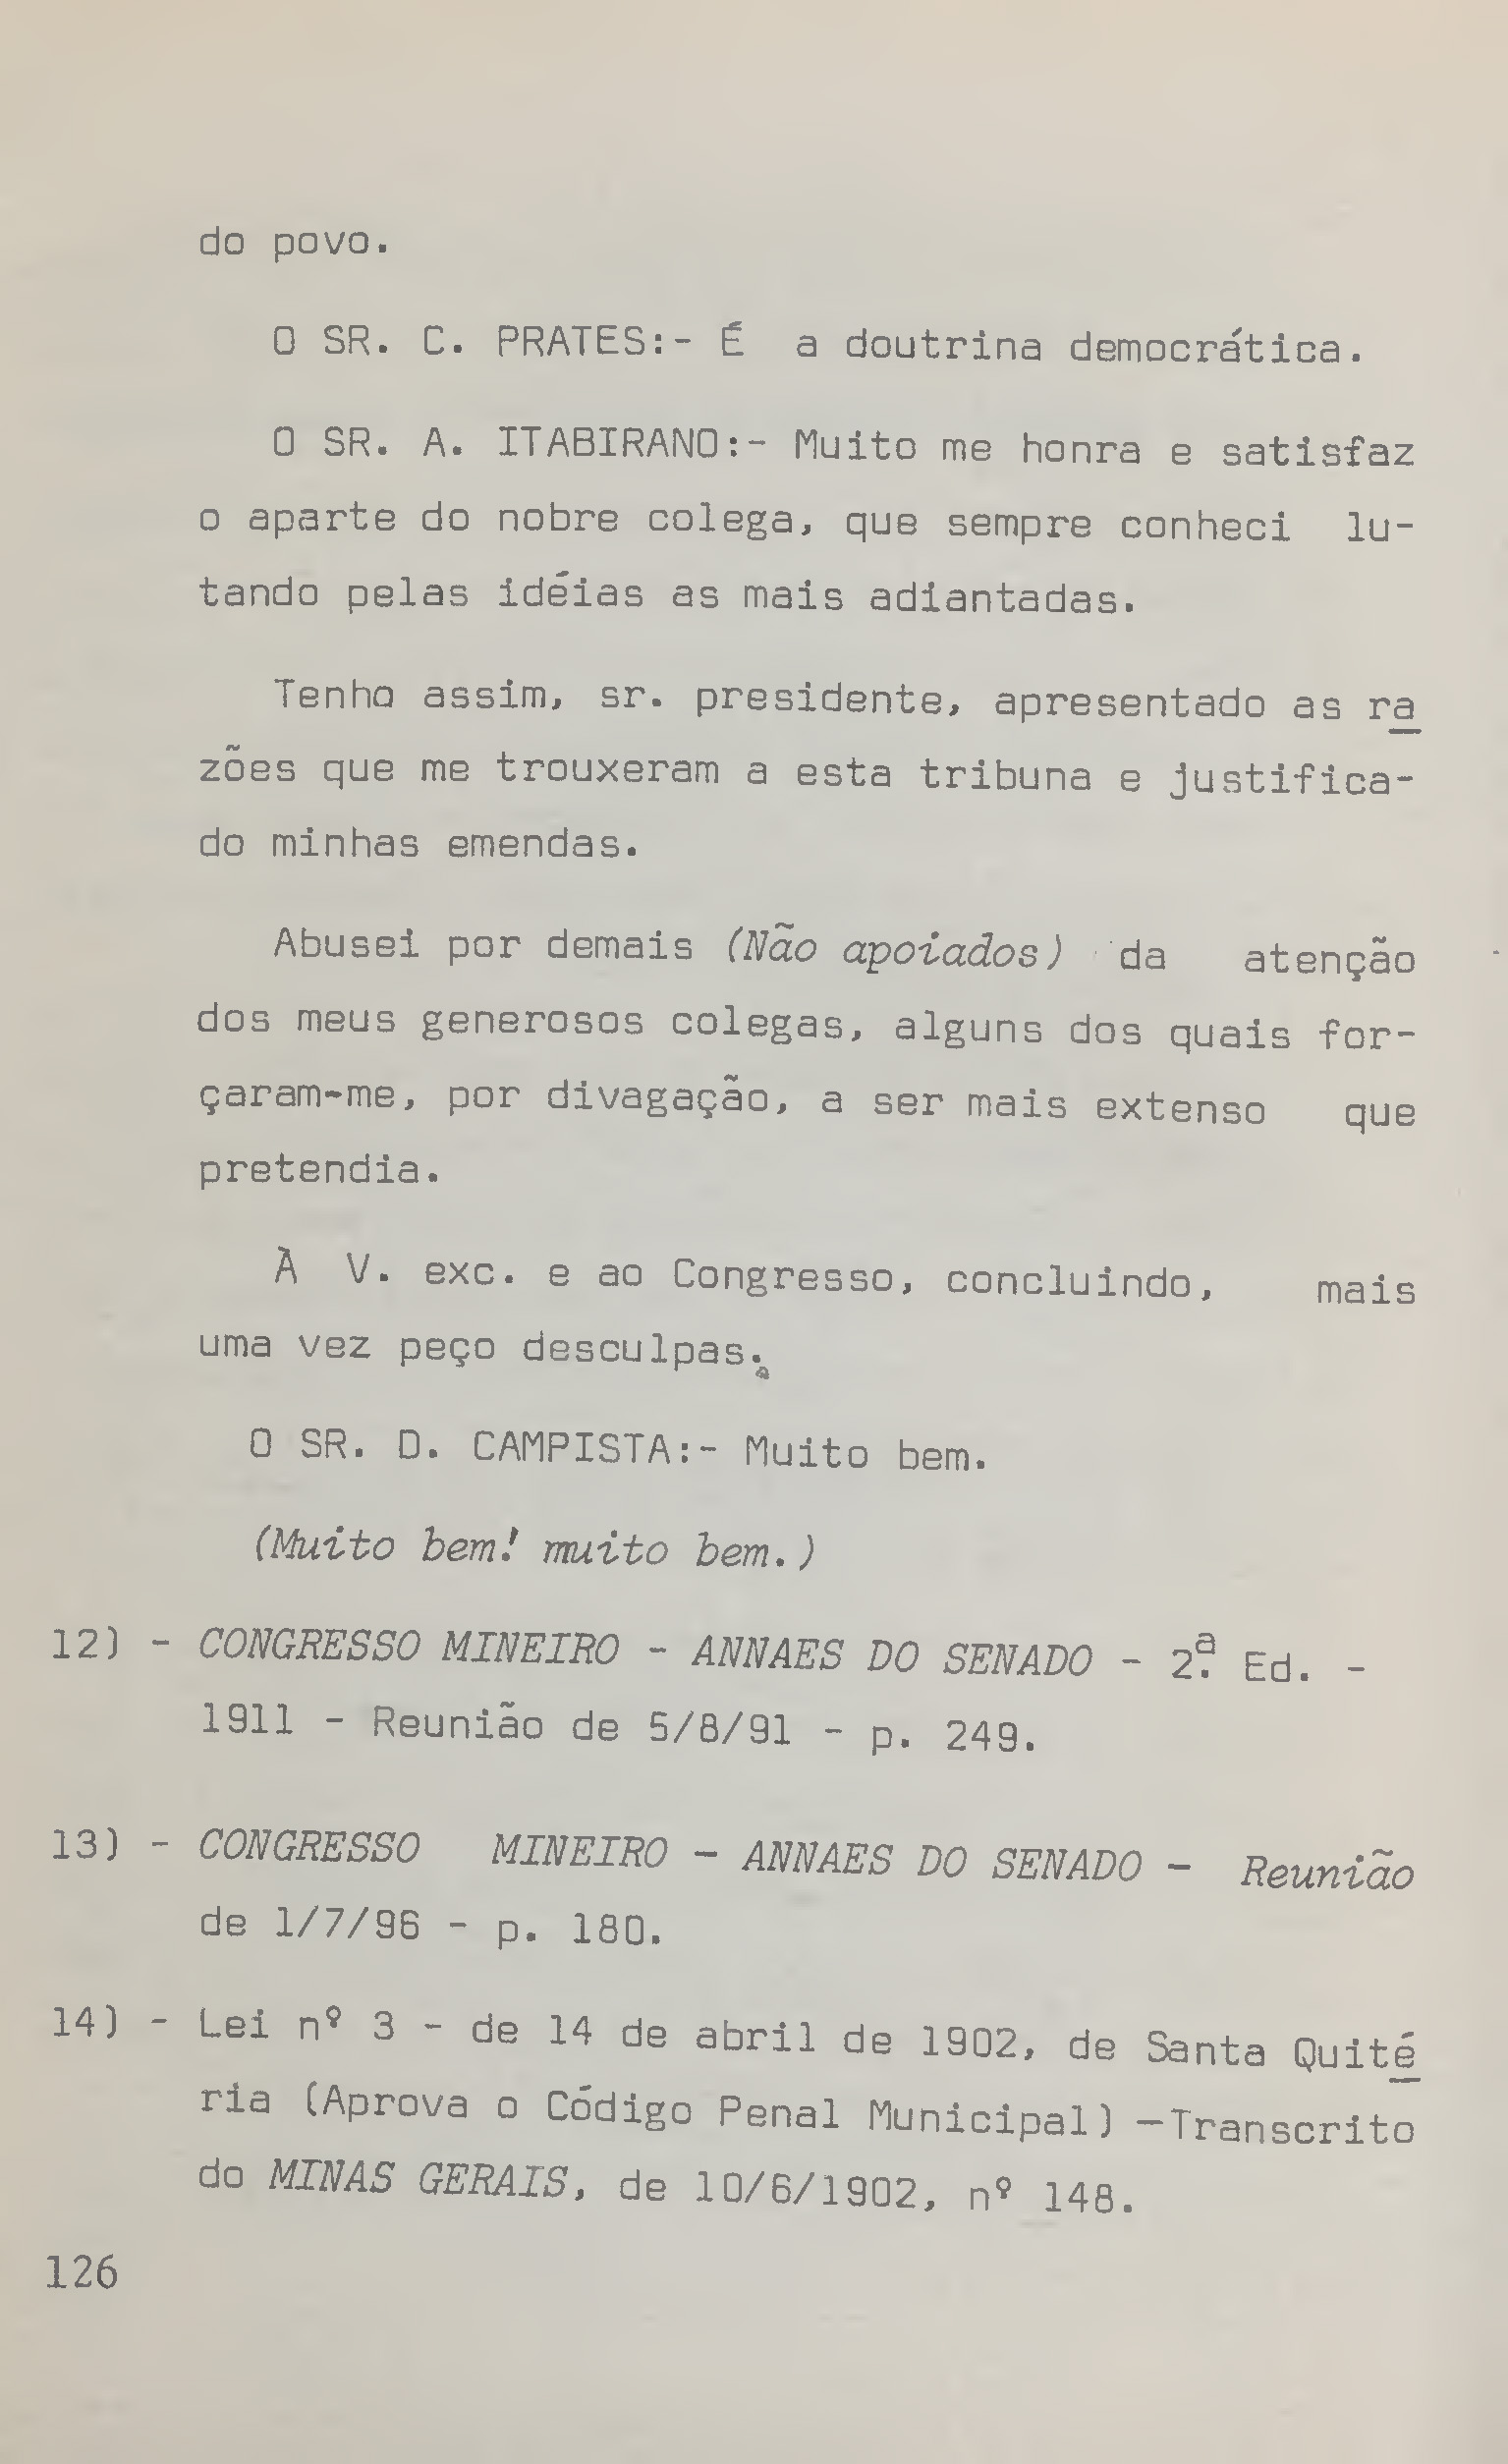 do povo.
O SR. C. PRATES:- É a doutrina democrática.
O SR. A. ITABIRANO:- Muito me honra e satisfaz
o aparte do nobre colega, que sempre conheci lu-
tando pelas idéias as mais adiantadas.
Tenho assim, sr. presidente, apresentado as ra
zões que me trouxeram a esta tribuna e justifica-
do minhas emendas.
Abusei por demais (Não apoiados) da atenção
dos meus generosos colegas, alguns dos quais for-
çaram-me, por divagação, a ser mais extenso que
pretendia.
À V. exc. e ao Congresso, concluindo, mais
uma vez peço desculpas.
O SR. D. CAMPISTA:- Muito bem.
(Muito bem! muito bem.)
12) - CONGRESSO MINEIRO - ANNAES DO SENADO - 2ª. Ed. -
1911 - Reunião de 5/8/91 - p. 249.
13) - CONGRESSO MINEIRO - ANNAES DO SENADO - Reunião
de 1/7/96 - p. 180.
14) - Lei nº 3 - de 14 de abril de 1902, de Santa Quité
ria (Aprova o Código Penal Municipal) -Transcrito
do MINAS GERAIS, de 10/6/1902, nº 148.
126